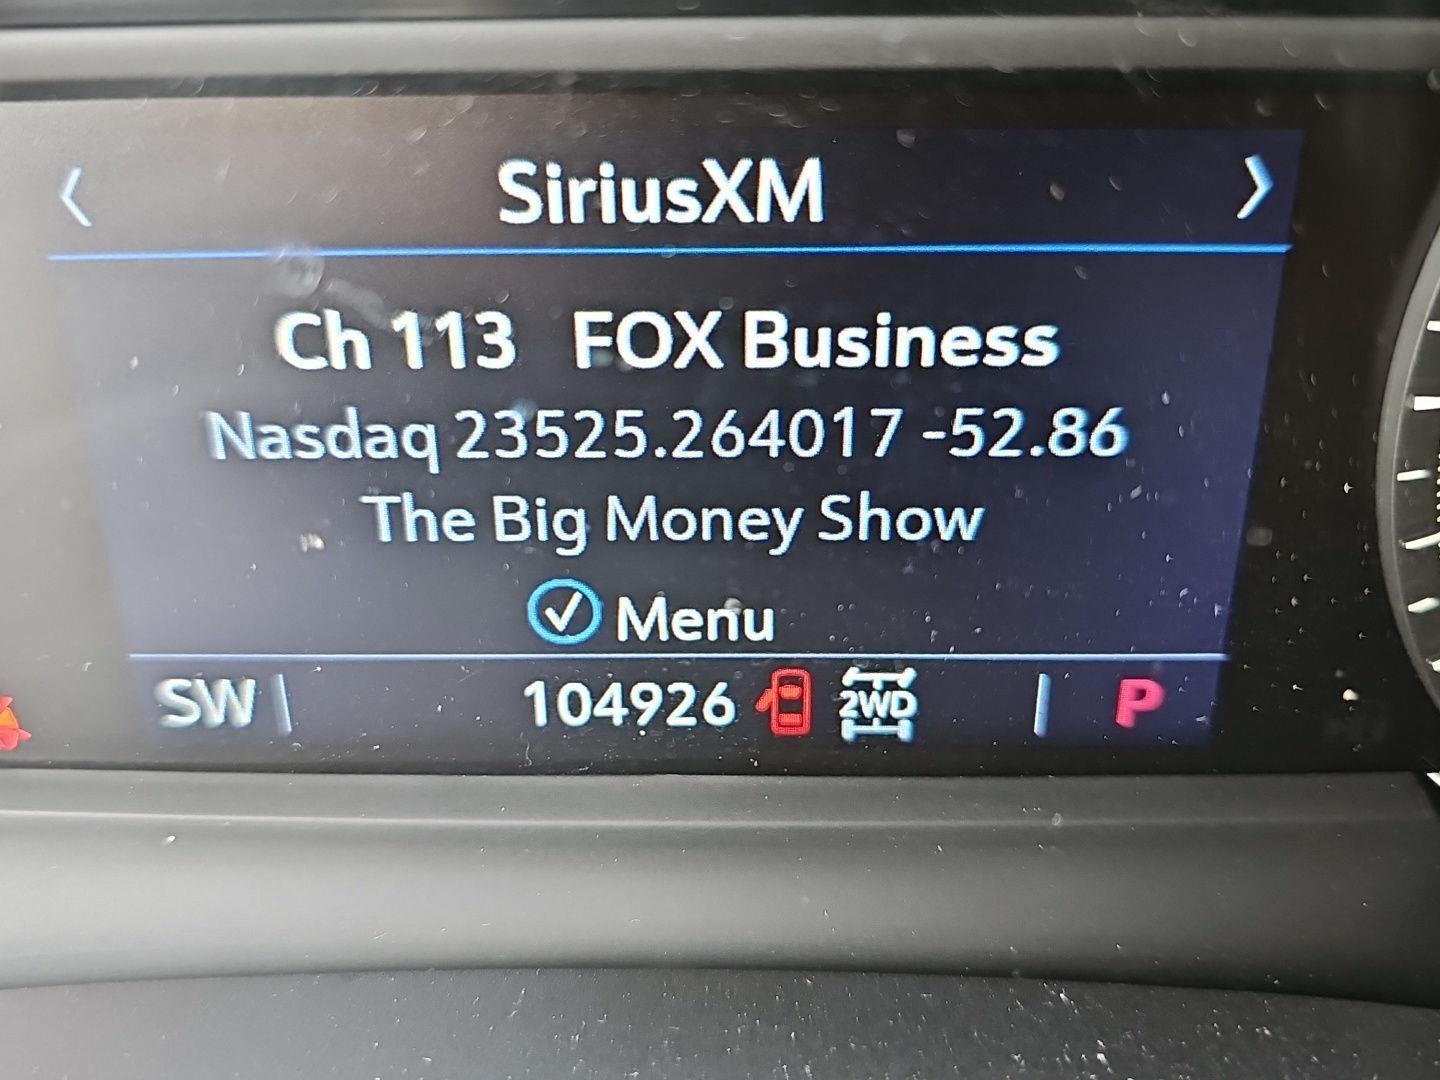 SiriusXM
Ch 113 FOX Business
Nasdaq 23525.264017 -52.86
The Big Money Show
Menu
SW 104926 2WD P